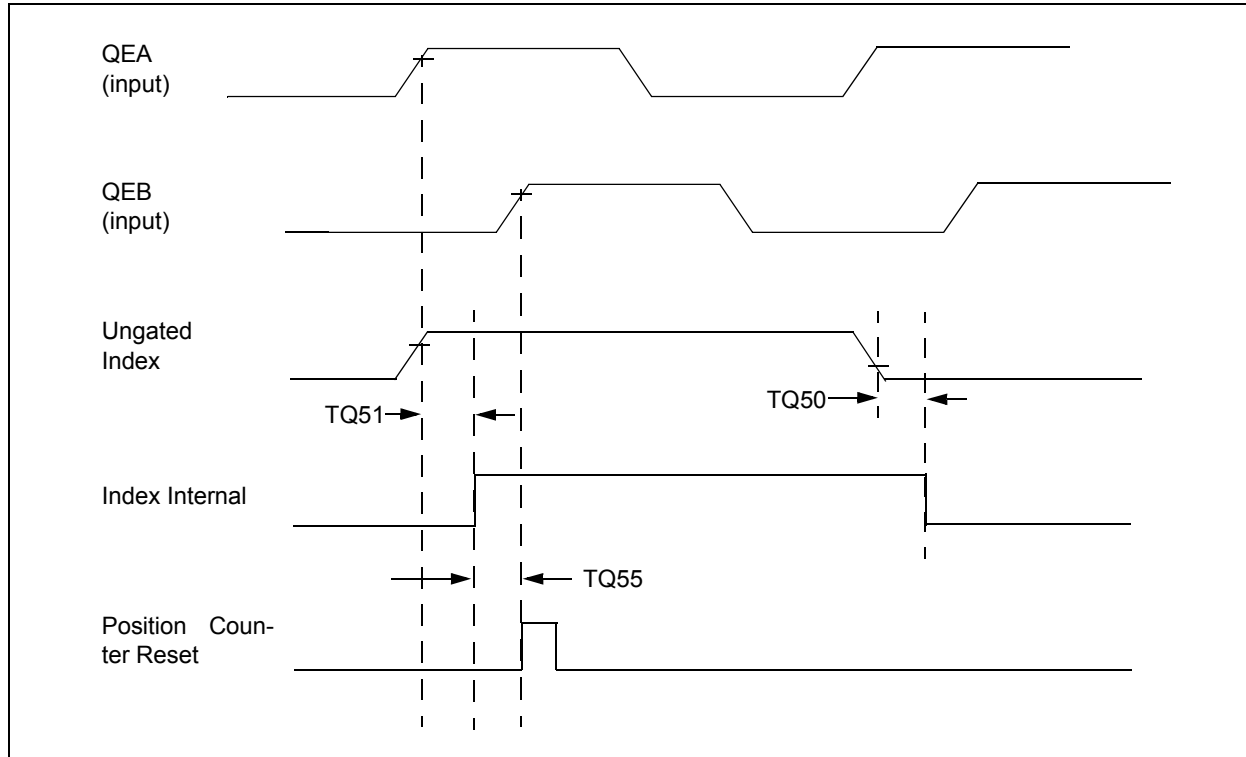 QEA
(input)
QEB
(input)
Ungated
Index
TQ51
TQ50
Index Internal
TQ55
Position Coun-
ter Reset